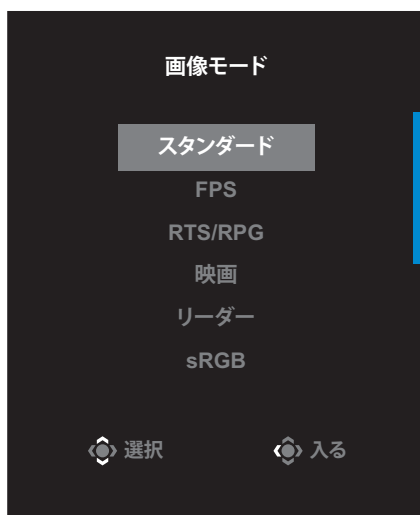 画像モード
スタンダード
FPS
RTS/RPG
映画
リーダー
sRGB
選択 入る